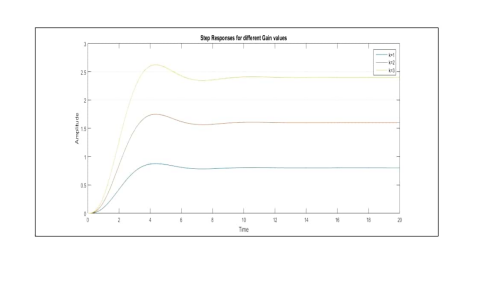 Step Responses for different Gain values
k=1
k=2
k=3
Amplitude
3
2.5
2
1.5
1
0.5
0
0 2 4 6 8 10 12 14 16 18 20
Time